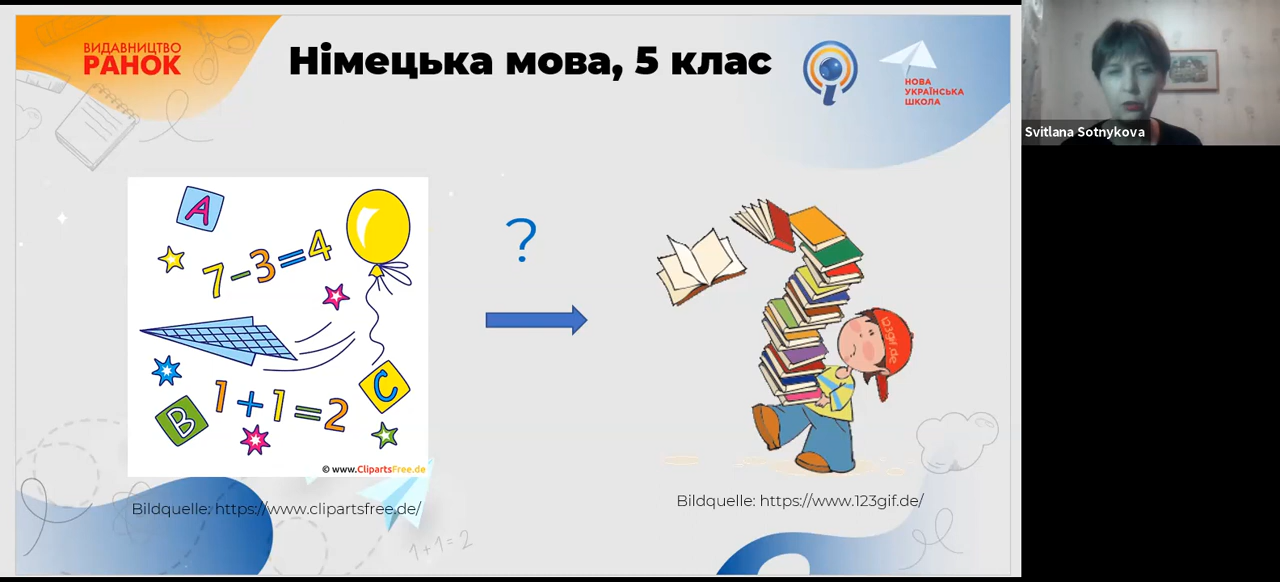 ВИДАВНИЦТВО
РАНОК
Німецька мова, 5 клас
НОВА
УКРАЇНСЬКА
ШКОЛА
Svitlana Sotnykova
A
7-3=4
?
1+1=2
C
B
© www.ClipartsFree.de
Bildquelle: https://www.clipartsfree.de/
Bildquelle: https://www.123gif.de/
1+1=2